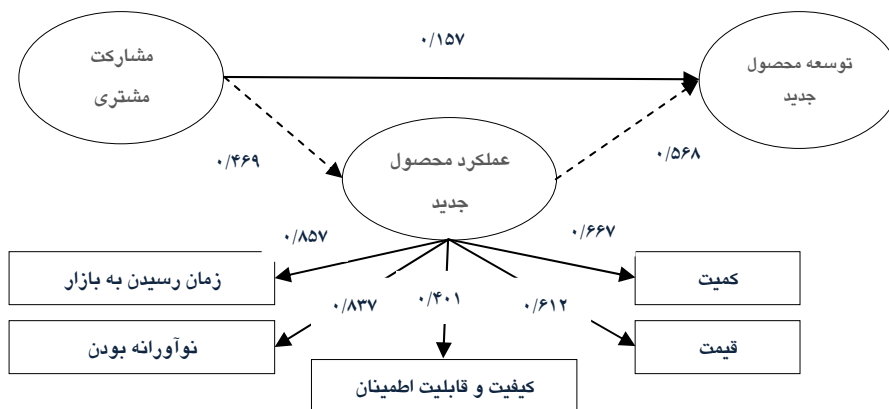 ۰/۱۵۷
مشارکت
مشتری
توسعه محصول
جدید
۰/۴۶۹
عملکرد محصول
جدید
۰/۵۶۸
۰/۸۵۷
۰/۶۶۷
زمان رسیدن به بازار
کمیت
۰/۸۳۷
۰/۴۰۱
۰/۶۱۲
نوآورانه بودن
قیمت
کیفیت و قابلیت اطمینان